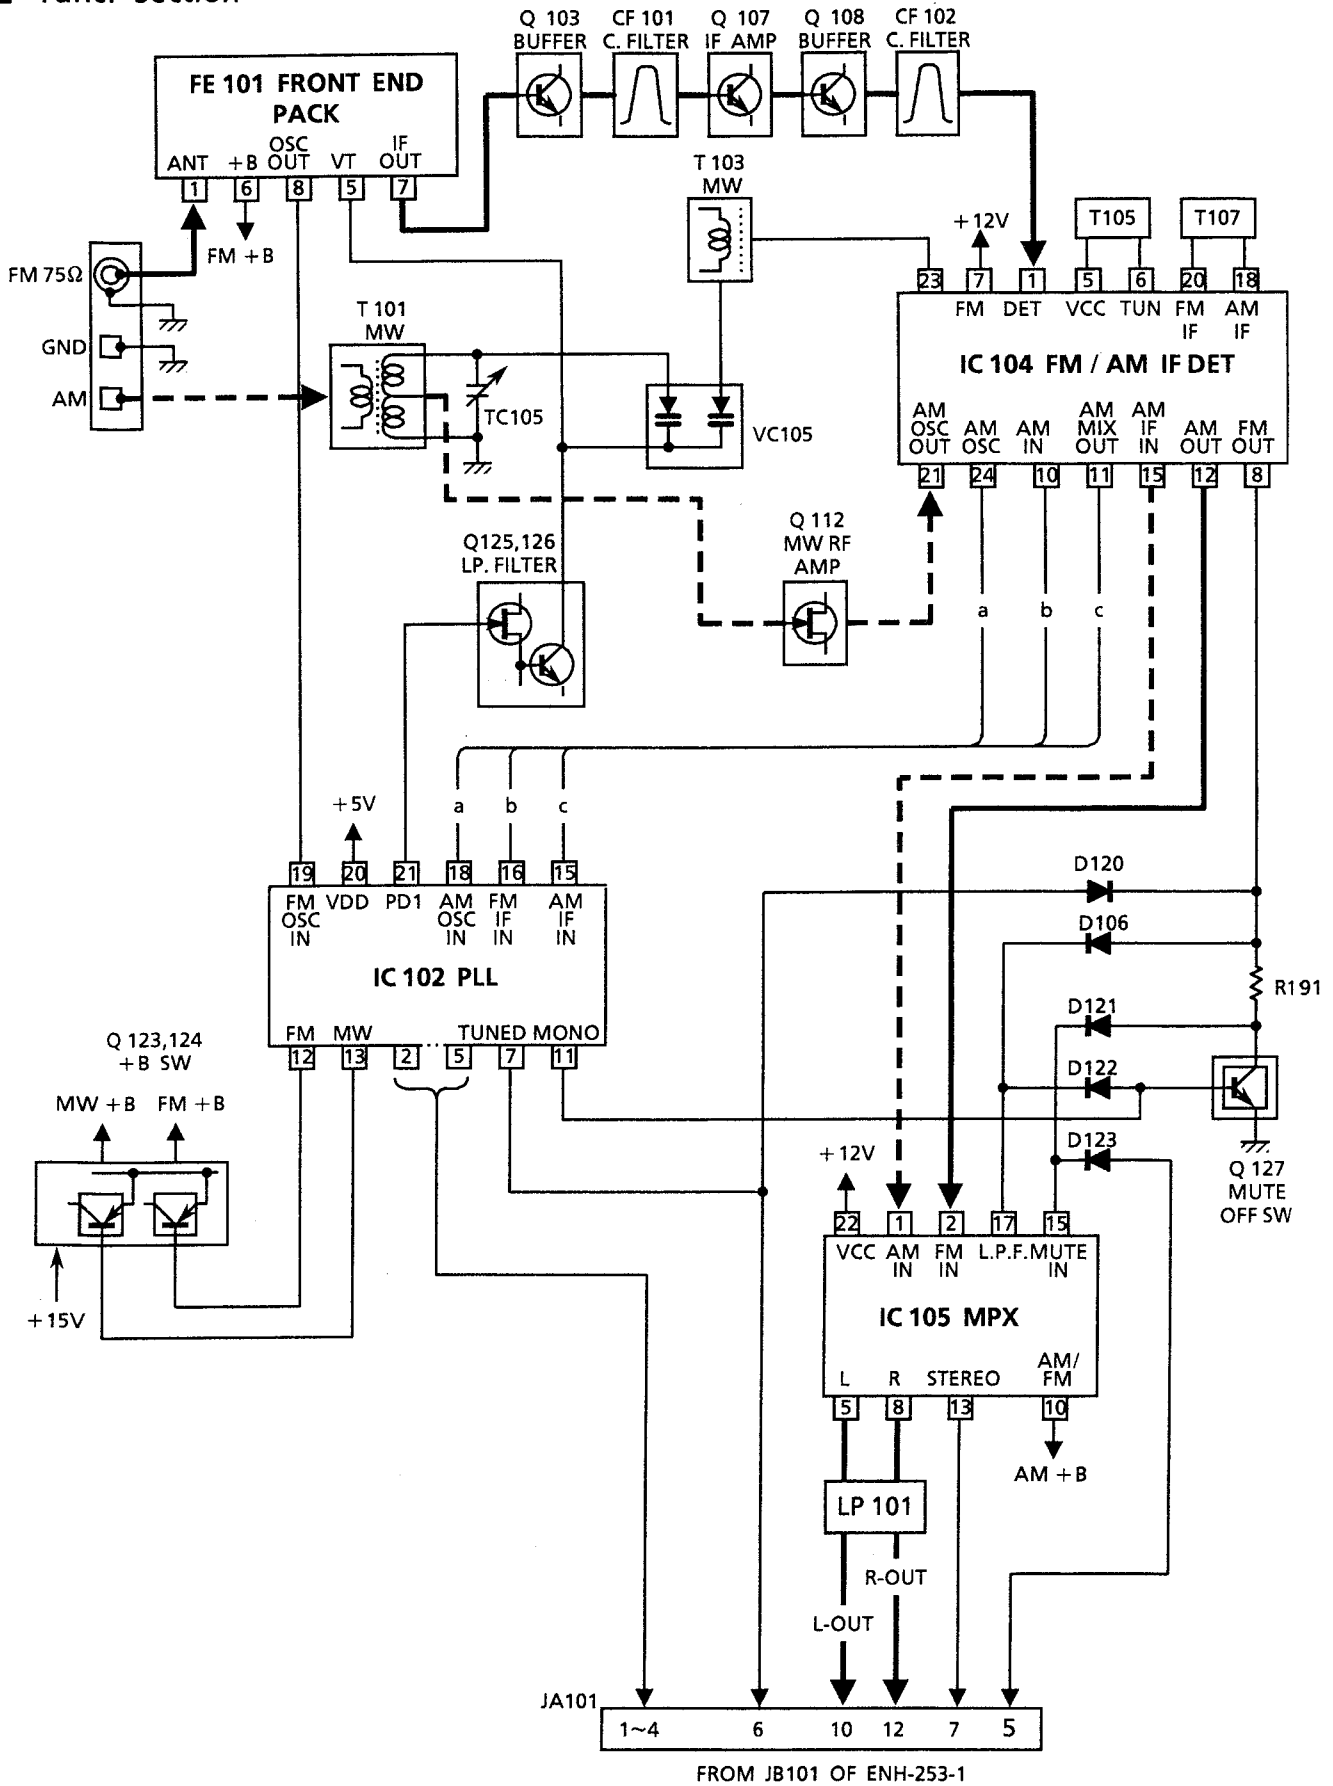 Tuner section
Q 103
BUFFER
CF 101
C. FILTER
Q 107
IF AMP
Q 108
BUFFER
CF 102
C. FILTER
FE 101 FRONT END
PACK
ANT
+B
OSC
OUT
VT
IF
OUT
1
6
8
5
7
FM +B
FM 75Ω
GND
AM
T 101
MW
TC105
T 103
MW
VC105
+12V
T105
T107
23
7
1
5
6
20
18
FM
DET
VCC
TUN
FM
IF
AM
IF
IC 104 FM / AM IF DET
AM
OSC
OUT
AM
OSC
AM
IN
AM
MIX
OUT
AM
IF
IN
AM
OUT
FM
OUT
21
24
10
11
15
12
8
Q125,126
LP. FILTER
Q 112
MW RF
AMP
a
b
c
+5V
a
b
c
19
20
21
18
16
15
FM
OSC
IN
VDD
PD1
AM
OSC
IN
FM
IF
IN
AM
IF
IN
IC 102 PLL
FM
MW
TUNED
MONO
12
13
2
5
7
11
D120
D106
R191
D121
D122
D123
Q 127
MUTE
OFF SW
Q 123,124
+B SW
MW +B
FM +B
+15V
+12V
22
1
2
17
15
VCC
AM
IN
FM
IN
L.P.F.
MUTE
IN
IC 105 MPX
L
R
STEREO
AM/
FM
5
8
13
10
AM +B
LP 101
R-OUT
L-OUT
JA101
1~4
6
10
12
7
5
FROM JB101 OF ENH-253-1